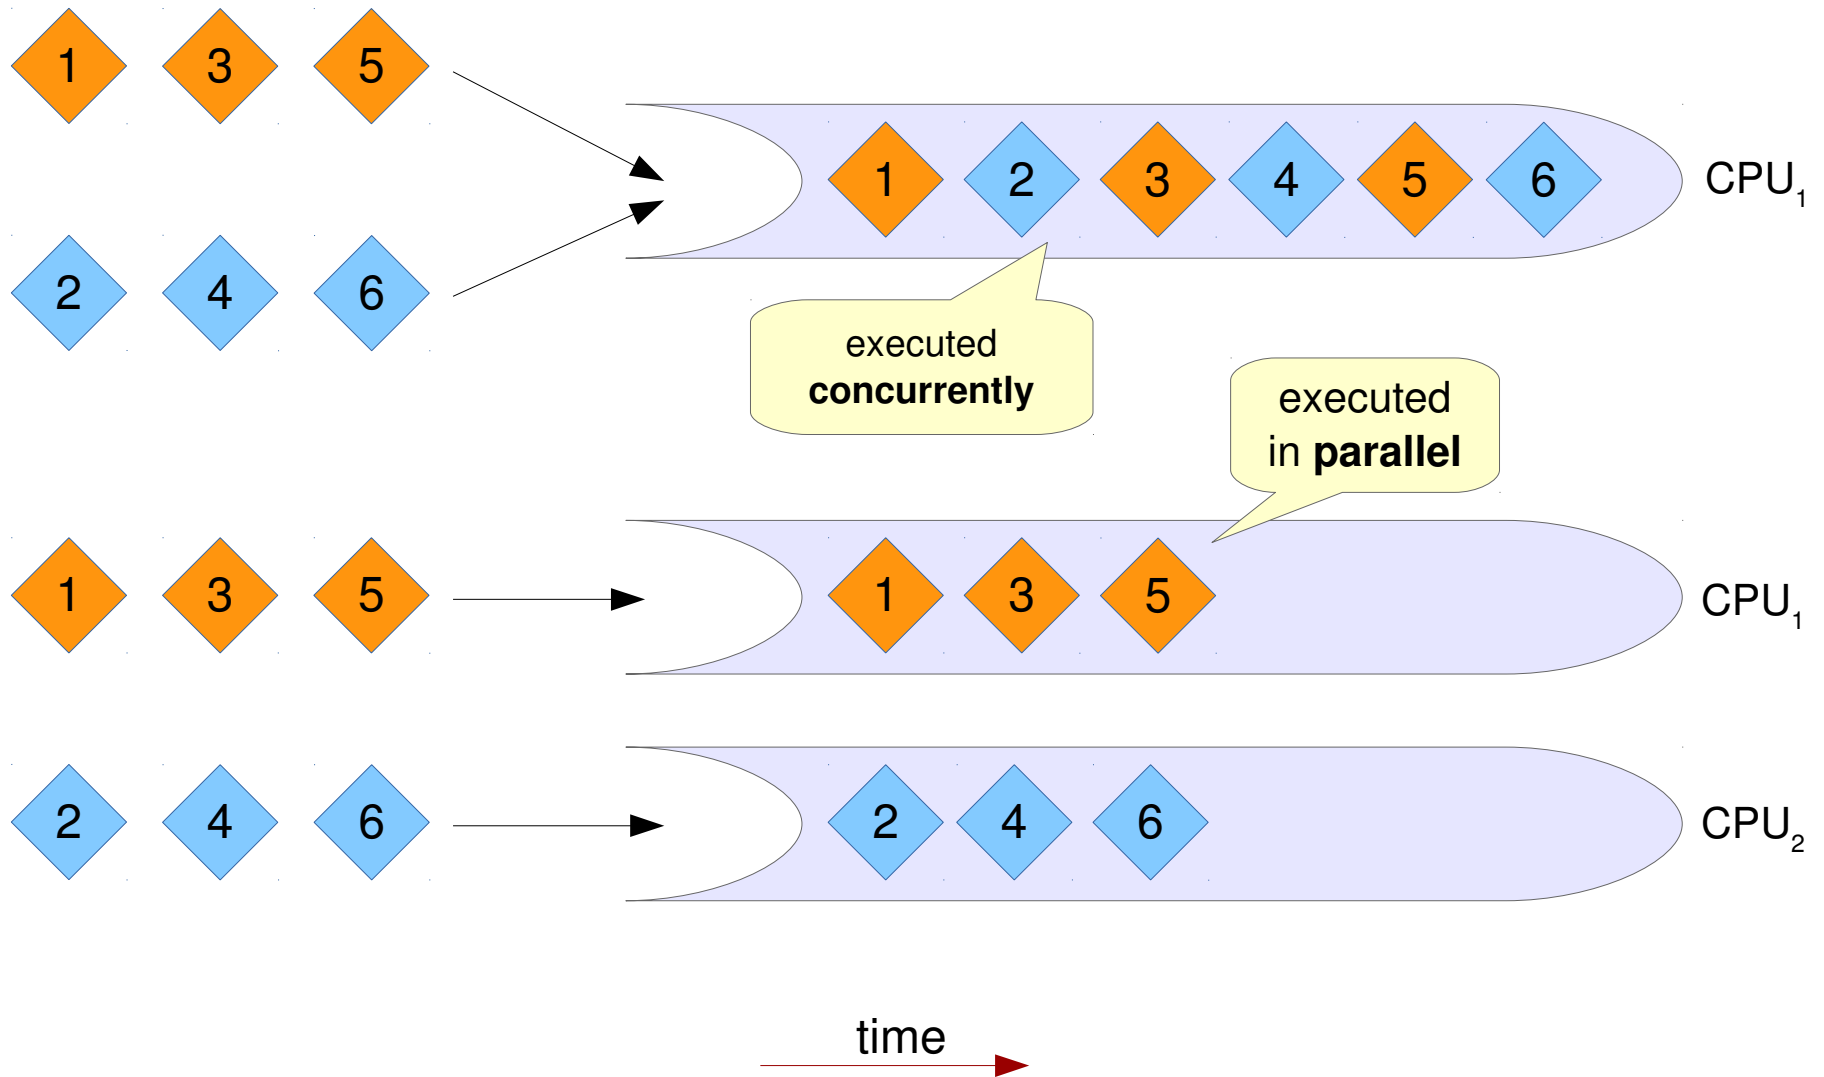 1 3 5
1 2 3 4 5 6
CPU1
2 4 6
executed
concurrently
executed
in parallel
1 3 5
1 3 5
CPU1
2 4 6
2 4 6
CPU2
time